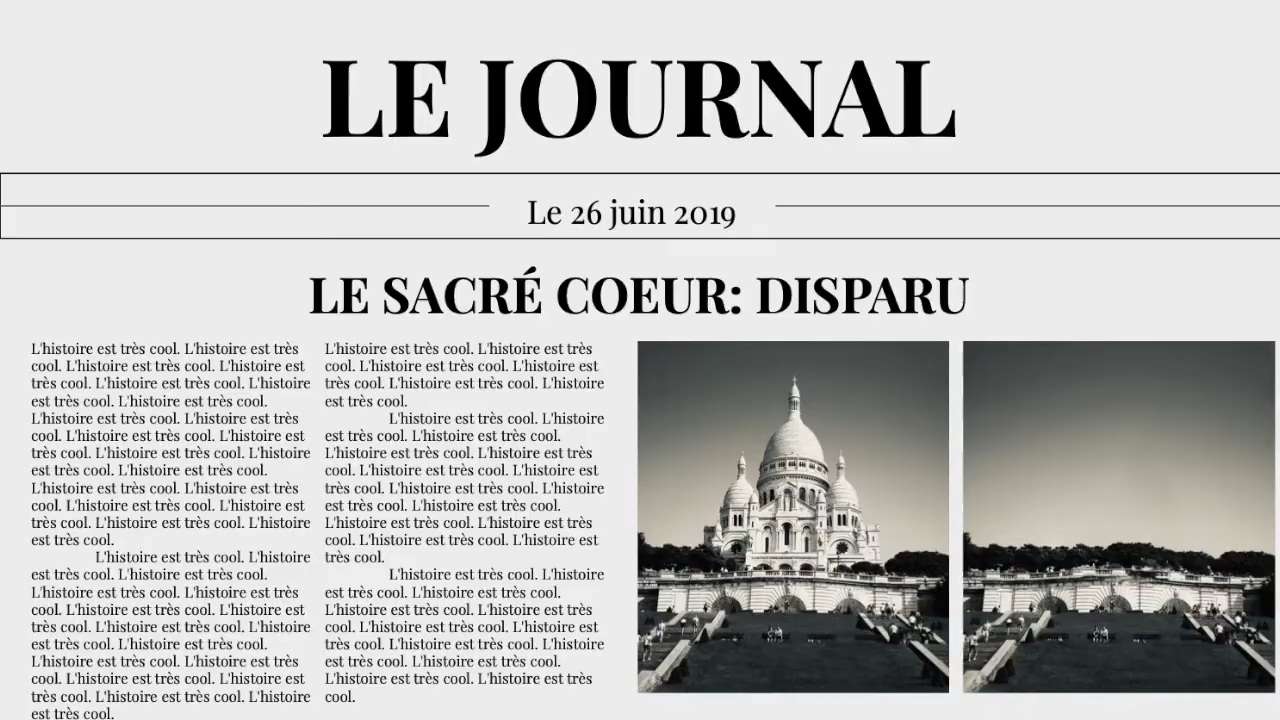 LE JOURNAL
Le 26 juin 2019
LE SACRÉ COEUR: DISPARU
L'histoire est très cool. L'histoire est très
cool. L'histoire est très cool. L'histoire est
très cool. L'histoire est très cool. L'histoire
est très cool. L'histoire est très cool.
L'histoire est très cool. L'histoire est très
cool. L'histoire est très cool. L'histoire est
très cool. L'histoire est très cool. L'histoire
est très cool. L'histoire est très cool.
L'histoire est très cool. L'histoire est très
cool. L'histoire est très cool. L'histoire est
très cool. L'histoire est très cool. L'histoire
est très cool.
L'histoire est très cool. L'histoire
est très cool. L'histoire est très cool.
L'histoire est très cool. L'histoire est très
cool. L'histoire est très cool. L'histoire est
très cool. L'histoire est très cool. L'histoire
est très cool. L'histoire est très cool.
L'histoire est très cool. L'histoire est très
cool. L'histoire est très cool. L'histoire est
très cool. L'histoire est très cool. L'histoire
est très cool.
L'histoire est très cool. L'histoire est très
cool. L'histoire est très cool. L'histoire est
très cool. L'histoire est très cool. L'histoire
est très cool.
L'histoire est très cool. L'histoire
est très cool. L'histoire est très cool.
L'histoire est très cool. L'histoire est très
cool. L'histoire est très cool. L'histoire est
très cool. L'histoire est très cool. L'histoire
est très cool. L'histoire est très cool.
L'histoire est très cool. L'histoire est très
cool. L'histoire est très cool. L'histoire est
très cool.
L'histoire est très cool. L'histoire
est très cool. L'histoire est très cool.
L'histoire est très cool. L'histoire est très
cool. L'histoire est très cool. L'histoire est
très cool. L'histoire est très cool. L'histoire
est très cool. L'histoire est très cool.
L'histoire est très cool. L'histoire est très
cool.